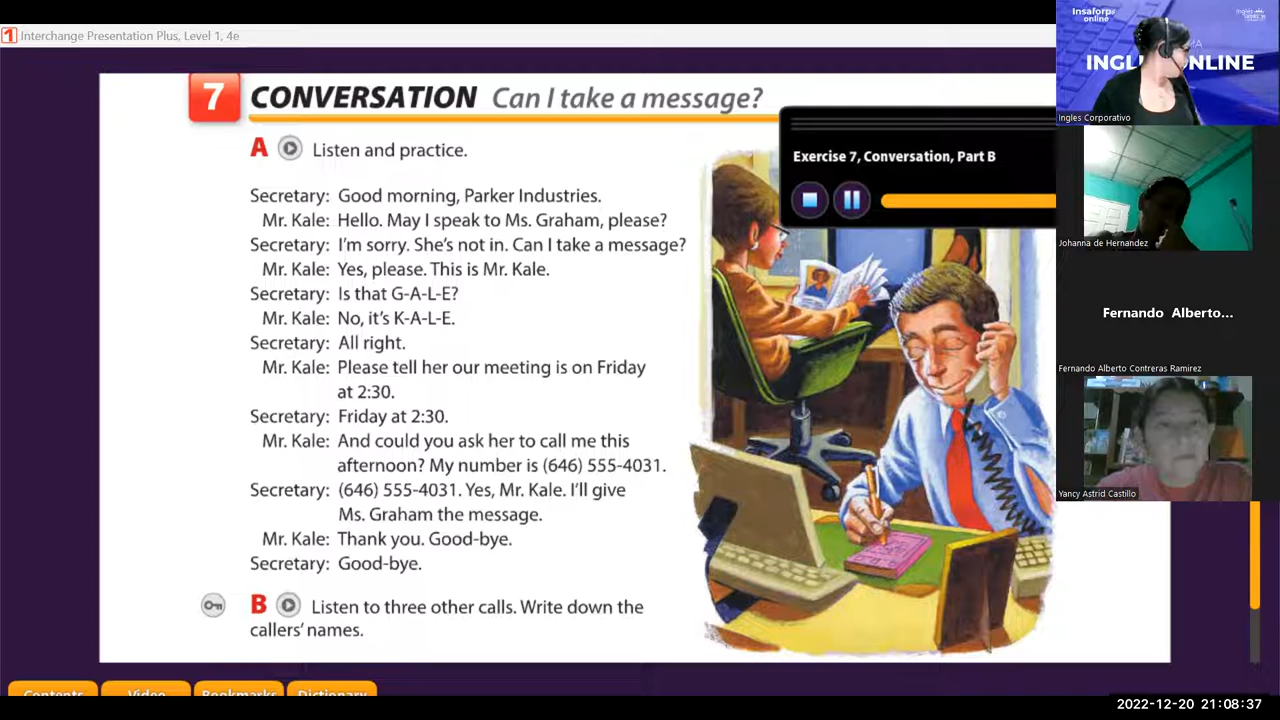 Interchange Presentation Plus, Level 1, 4e
7 CONVERSATION Can I take a message?
A Listen and practice.
Secretary: Good morning, Parker Industries.
Mr. Kale: Hello. May I speak to Ms. Graham, please?
Secretary: I'm sorry. She's not in. Can I take a message?
Mr. Kale: Yes, please. This is Mr. Kale.
Secretary: Is that G-A-L-E?
Mr. Kale: No, it's K-A-L-E.
Secretary: All right.
Mr. Kale: Please tell her our meeting is on Friday
at 2:30.
Secretary: Friday at 2:30.
Mr. Kale: And could you ask her to call me this
afternoon? My number is (646) 555-4031.
Secretary: (646) 555-4031. Yes, Mr. Kale. I'll give
Ms. Graham the message.
Mr. Kale: Thank you. Good-bye.
Secretary: Good-bye.
B Listen to three other calls. Write down the
callers' names.
Exercise 7, Conversation, Part B
Contents Video Bookmarks Dictionary
Insaforp
online
INGL ONLINE
Ingles Corporativo
Johanna de Hernandez
Fernando Alberto...
Fernando Alberto Contreras Ramirez
Yancy Astrid Castillo
2022-12-20 21:08:37